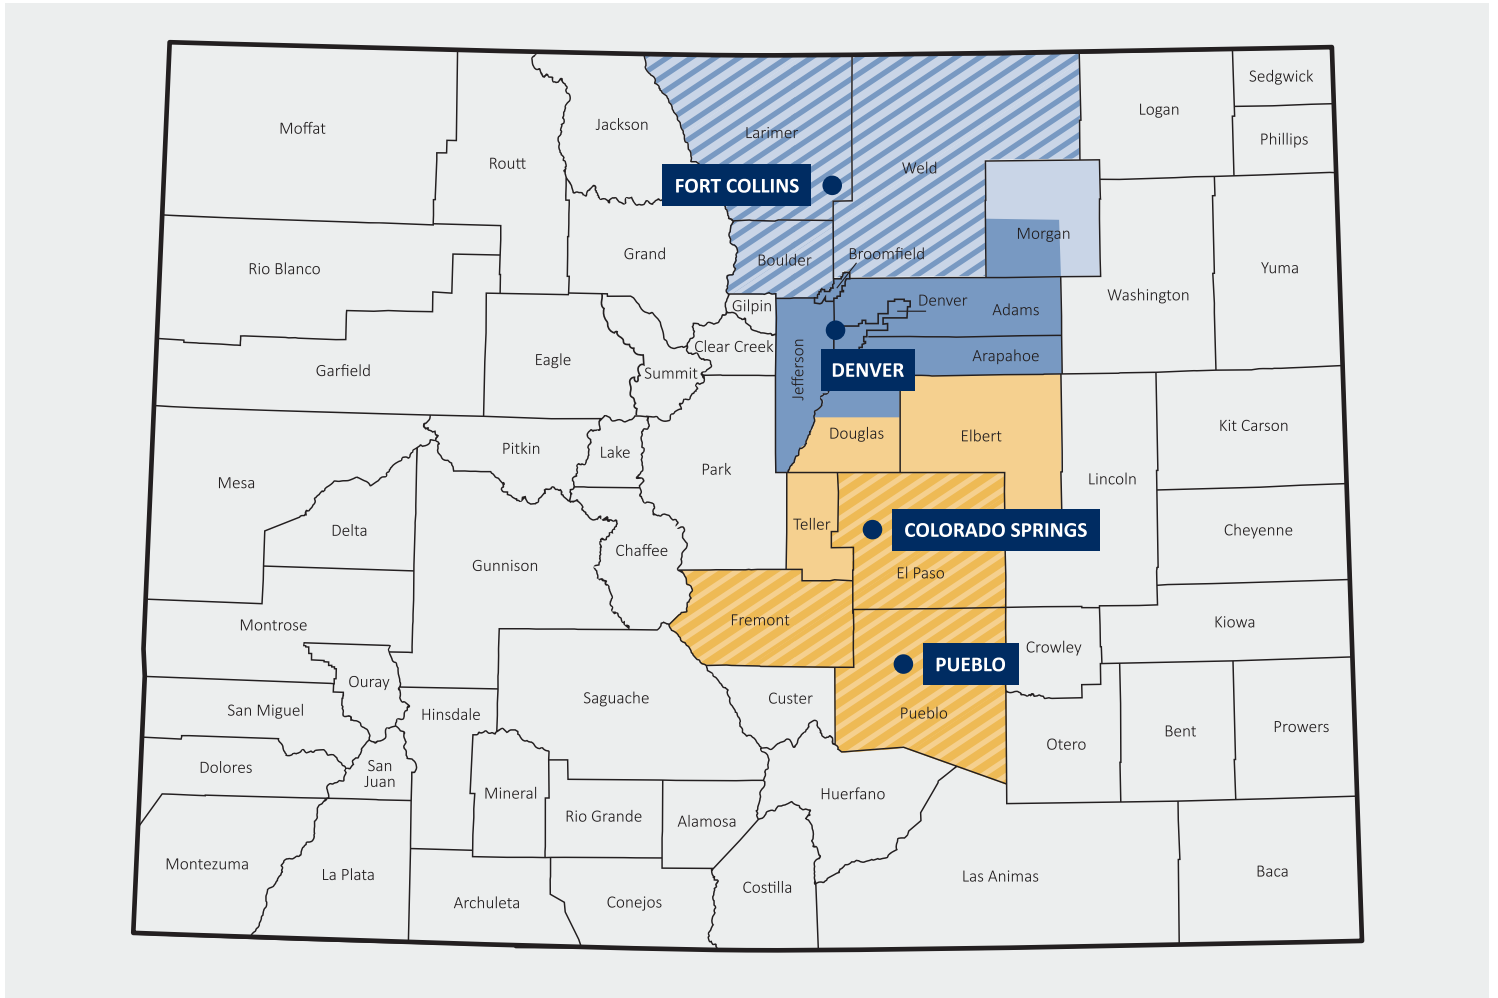 Sedgwick
Logan
Moffat
Jackson
Larimer
Phillips
Routt
Weld
FORT COLLINS
Morgan
Grand
Boulder
Broomfield
Rio Blanco
Yuma
Washington
Denver
Gilpin
Adams
Clear Creek
Jefferson
Arapahoe
Eagle
Garfield
Summit
DENVER
Kit Carson
Douglas
Elbert
Pitkin
Lake
Park
Lincoln
Mesa
Teller
COLORADO SPRINGS
Delta
Cheyenne
Chaffee
Gunnison
El Paso
Fremont
Montrose
Kiowa
Crowley
PUEBLO
Ouray
Saguache
Custer
San Miguel
Hinsdale
Pueblo
Prowers
Bent
Otero
Dolores
San
Juan
Mineral
Huerfano
Rio Grande
Alamosa
Montezuma
La Plata
Las Animas
Baca
Costilla
Archuleta
Conejos